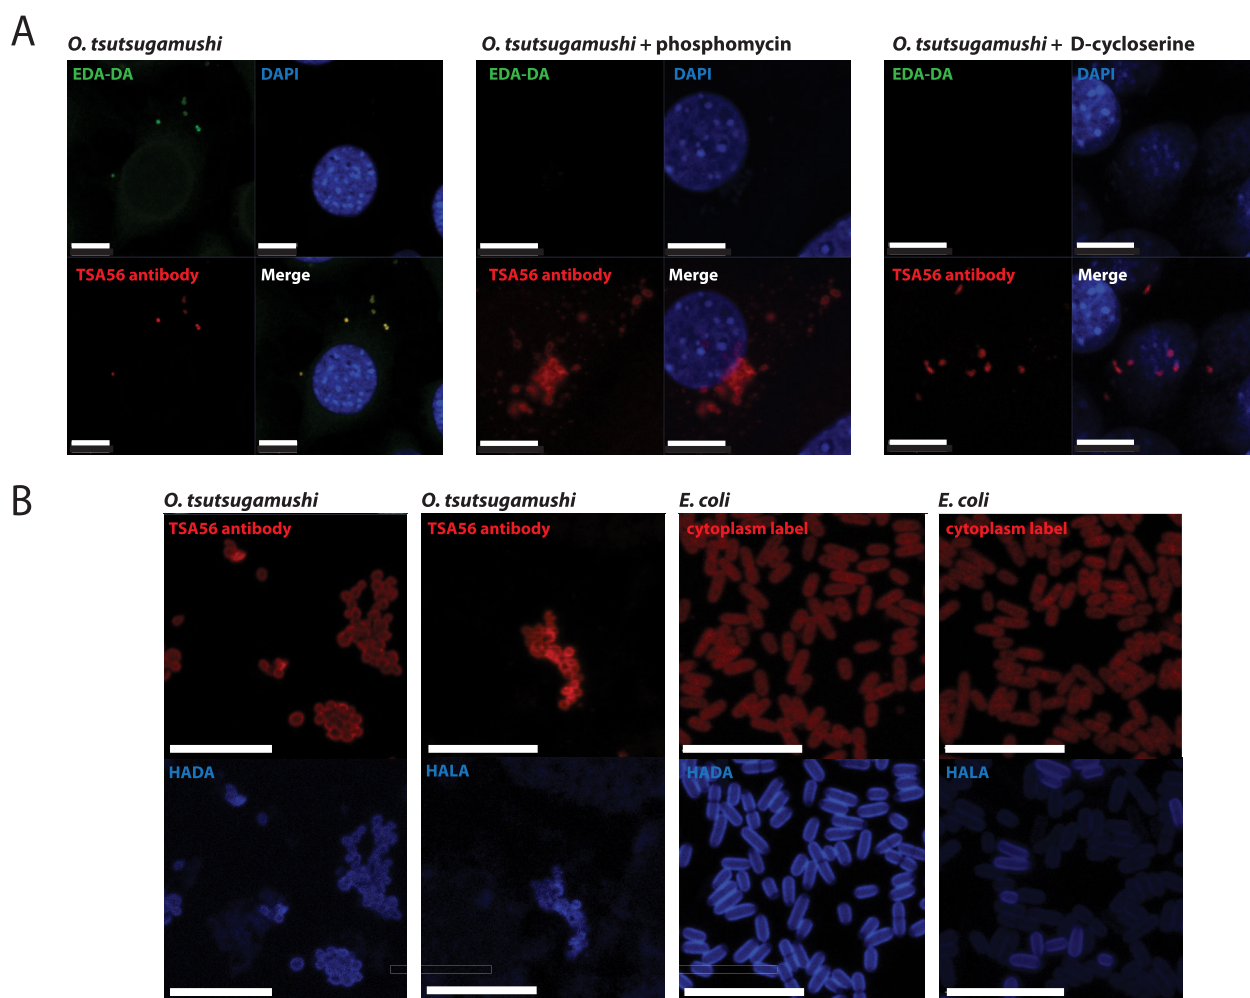 A
O. tsutsugamushi
O. tsutsugamushi + phosphomycin
O. tsutsugamushi + D-cycloserine
EDA-DA
DAPI
EDA-DA
DAPI
EDA-DA
DAPI
TSA56 antibody
Merge
TSA56 antibody
Merge
TSA56 antibody
Merge
B
O. tsutsugamushi
O. tsutsugamushi
E. coli
E. coli
TSA56 antibody
TSA56 antibody
cytoplasm label
cytoplasm label
HADA
HALA
HADA
HALA